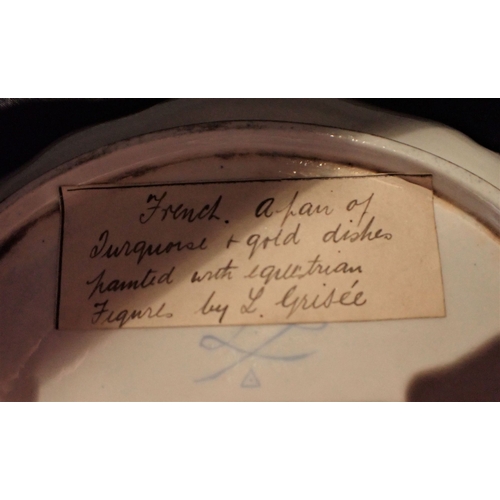 French. A pair of
Turquoise + gold dishes
painted with equestrian
Figures by L. Grisée